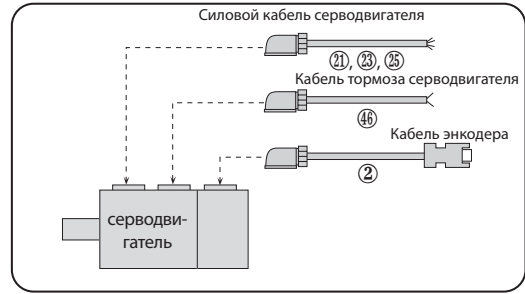 Силовой кабель серводвигателя
㉑, ㉓, ㉕
Кабель тормоза серводвигателя
㊻
Кабель энкодера
②
серводви-
гатель